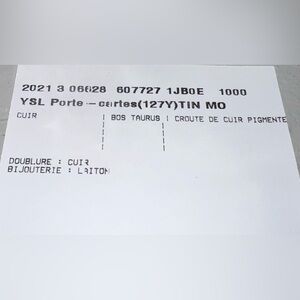 2021 3 06628 607727 1JB0E 1000
YSL Porte-cartes(127Y)TIN MO
CUIR | BOS TAURUS | CROUTE DE CUIR PIGMENTE
DOUBLURE : CUIR
BIJOUTERIE : LAITON